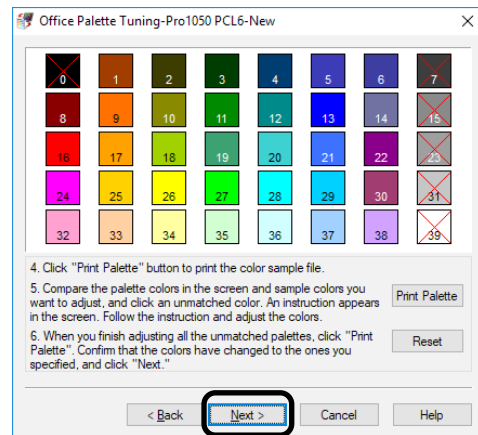 Office Palette Tuning-Pro1050 PCL6-New
0 1 2 3 4 5 6 7
8 9 10 11 12 13 14 15
16 17 18 19 20 21 22 23
24 25 26 27 28 29 30 31
32 33 34 35 36 37 38 39
4. Click "Print Palette" button to print the color sample file.
5. Compare the palette colors in the screen and sample colors you
want to adjust, and click an unmatched color. An instruction appears
in the screen. Follow the instruction and adjust the colors.
Print Palette
6. When you finish adjusting all the unmatched palettes, click "Print
Palette". Confirm that the colors have changed to the ones you
specified, and click "Next."
Reset
< Back Next > Cancel Help